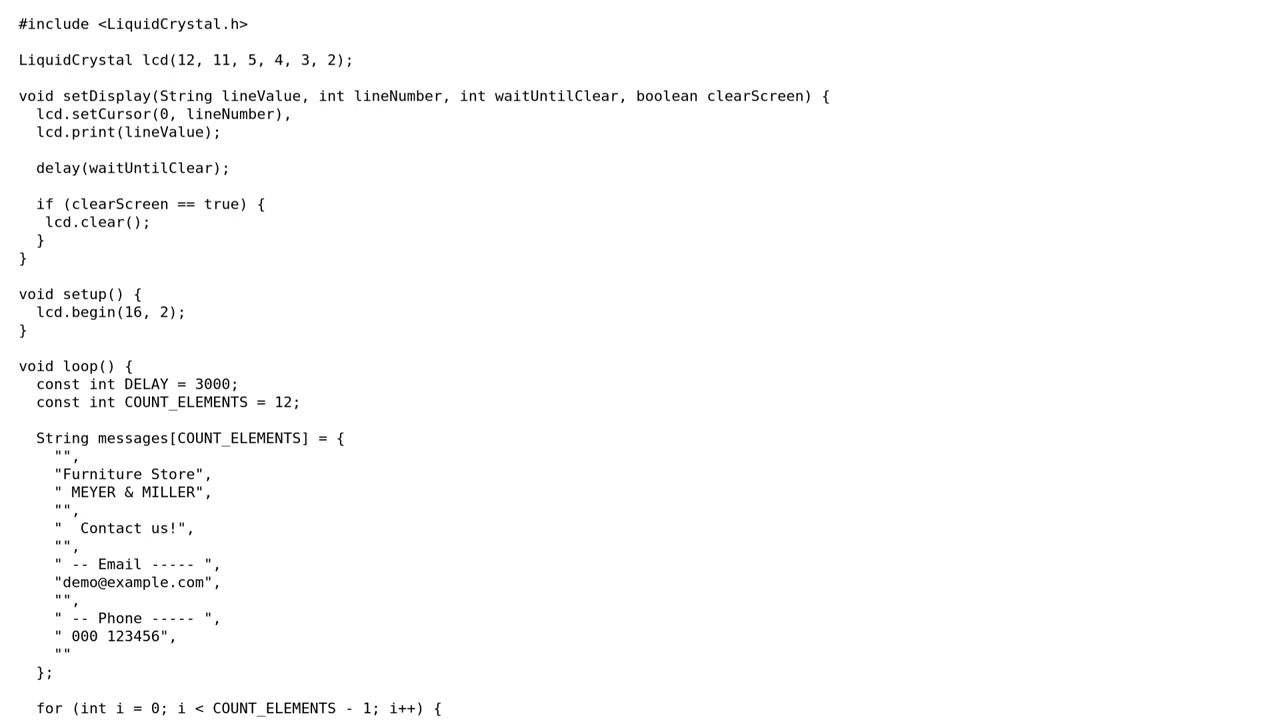 #include <LiquidCrystal.h>

LiquidCrystal lcd(12, 11, 5, 4, 3, 2);

void setDisplay(String lineValue, int lineNumber, int waitUntilClear, boolean clearScreen) {
  lcd.setCursor(0, lineNumber),
  lcd.print(lineValue);

  delay(waitUntilClear);

  if (clearScreen == true) {
   lcd.clear();
  }
}

void setup() {
  lcd.begin(16, 2);
}

void loop() {
  const int DELAY = 3000;
  const int COUNT_ELEMENTS = 12;

  String messages[COUNT_ELEMENTS] = {
    "",
    "Furniture Store",
    " MEYER & MILLER",
    "",
    "  Contact us!",
    "",
    " -- Email ----- ",
    "demo@example.com",
    "",
    " -- Phone ----- ",
    " 000 123456",
    ""
  };

  for (int i = 0; i < COUNT_ELEMENTS - 1; i++) {